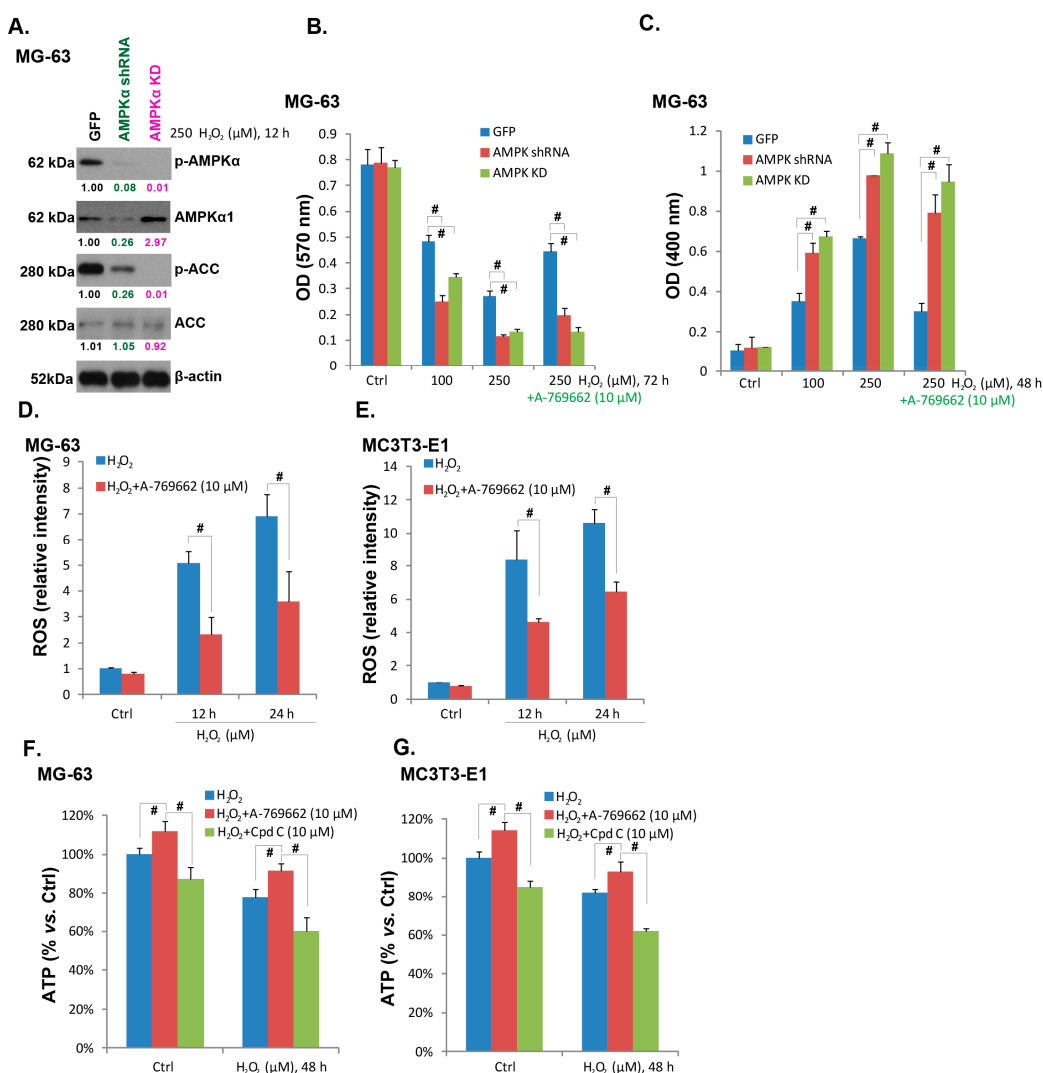 A.
MG-63
GFP
AMPKα shRNA
AMPKα KD
250 H₂O₂ (μM), 12 h
62 kDa p-AMPKα
1.00 0.08 0.01
62 kDa AMPKα1
1.00 0.26 2.97
280 kDa p-ACC
1.00 0.26 0.01
280 kDa ACC
1.01 1.05 0.92
52kDa β-actin
B.
MG-63
GFP
AMPK shRNA
AMPK KD
OD (570 nm)
0.9
0.8
0.7
0.6
0.5
0.4
0.3
0.2
0.1
0
# # # # # #
Ctrl 100 250 250 H₂O₂ (μM), 72 h
+A-769662 (10 μM)
C.
MG-63
GFP
AMPK shRNA
AMPK KD
OD (400 nm)
1.2
1
0.8
0.6
0.4
0.2
0
# # # # # #
Ctrl 100 250 250 H₂O₂ (μM), 48 h
+A-769662 (10 μM)
D.
MG-63
H₂O₂
H₂O₂+A-769662 (10 μM)
ROS (relative intensity)
9
8
7
6
5
4
3
2
1
0
# #
Ctrl 12 h 24 h
H₂O₂ (μM)
E.
MC3T3-E1
H₂O₂
H₂O₂+A-769662 (10 μM)
ROS (relative intensity)
14
12
10
8
6
4
2
0
# #
Ctrl 12 h 24 h
H₂O₂ (μM)
F.
MG-63
H₂O₂
H₂O₂+A-769662 (10 μM)
H₂O₂+Cpd C (10 μM)
ATP (% vs. Ctrl)
120%
100%
80%
60%
40%
20%
0%
# # # #
Ctrl H₂O₂ (μM), 48 h
G.
MC3T3-E1
H₂O₂
H₂O₂+A-769662 (10 μM)
H₂O₂+Cpd C (10 μM)
ATP (% vs. Ctrl)
120%
100%
80%
60%
40%
20%
0%
# # # #
Ctrl H₂O₂ (μM), 48 h